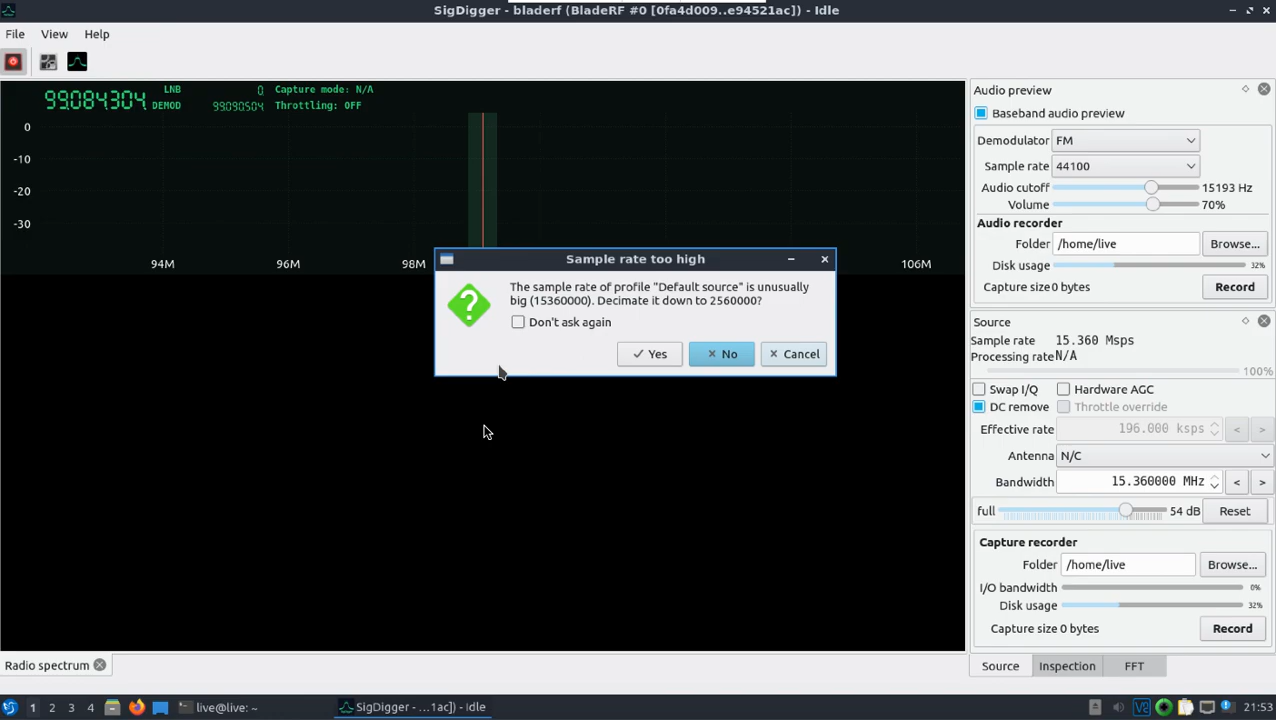 SigDigger - bladerf (BladeRF #0 [0fa4d009..e94521ac]) - Idle
File View Help
99.084304 LNB 0. Capture mode: N/A
DEMOD 99.090.504 Throttling: OFF
0
-10
-20
-30
94M 96M 98M 106M
Sample rate too high
The sample rate of profile "Default source" is unusually
big (15360000). Decimate it down to 2560000?
Don't ask again
Yes No Cancel
Radio spectrum
Audio preview
Baseband audio preview
Demodulator FM
Sample rate 44100
Audio cutoff 15193 Hz
Volume 70%
Audio recorder
Folder /home/live Browse...
Disk usage 32%
Capture size 0 bytes Record
Source
Sample rate 15.360 Msps
Processing rate N/A
100%
Swap I/Q Hardware AGC
DC remove Throttle override
Effective rate 196.000 ksps < >
Antenna N/C
Bandwidth 15.360000 MHz < >
full 54 dB Reset
Capture recorder
Folder /home/live Browse...
I/O bandwidth 0%
Disk usage 32%
Capture size 0 bytes Record
Source Inspection FFT
1 2 3 4 live@live: ~ SigDigger - ...1ac]) - Idle 21:53